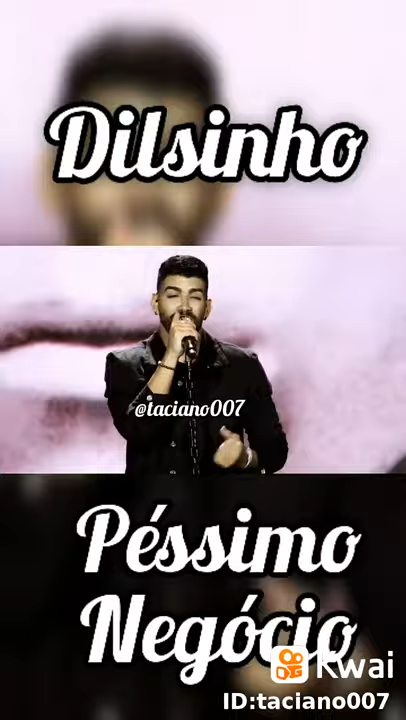 Dilsinho
@taciano007
Péssimo
Negócio
Kwai
ID:taciano007